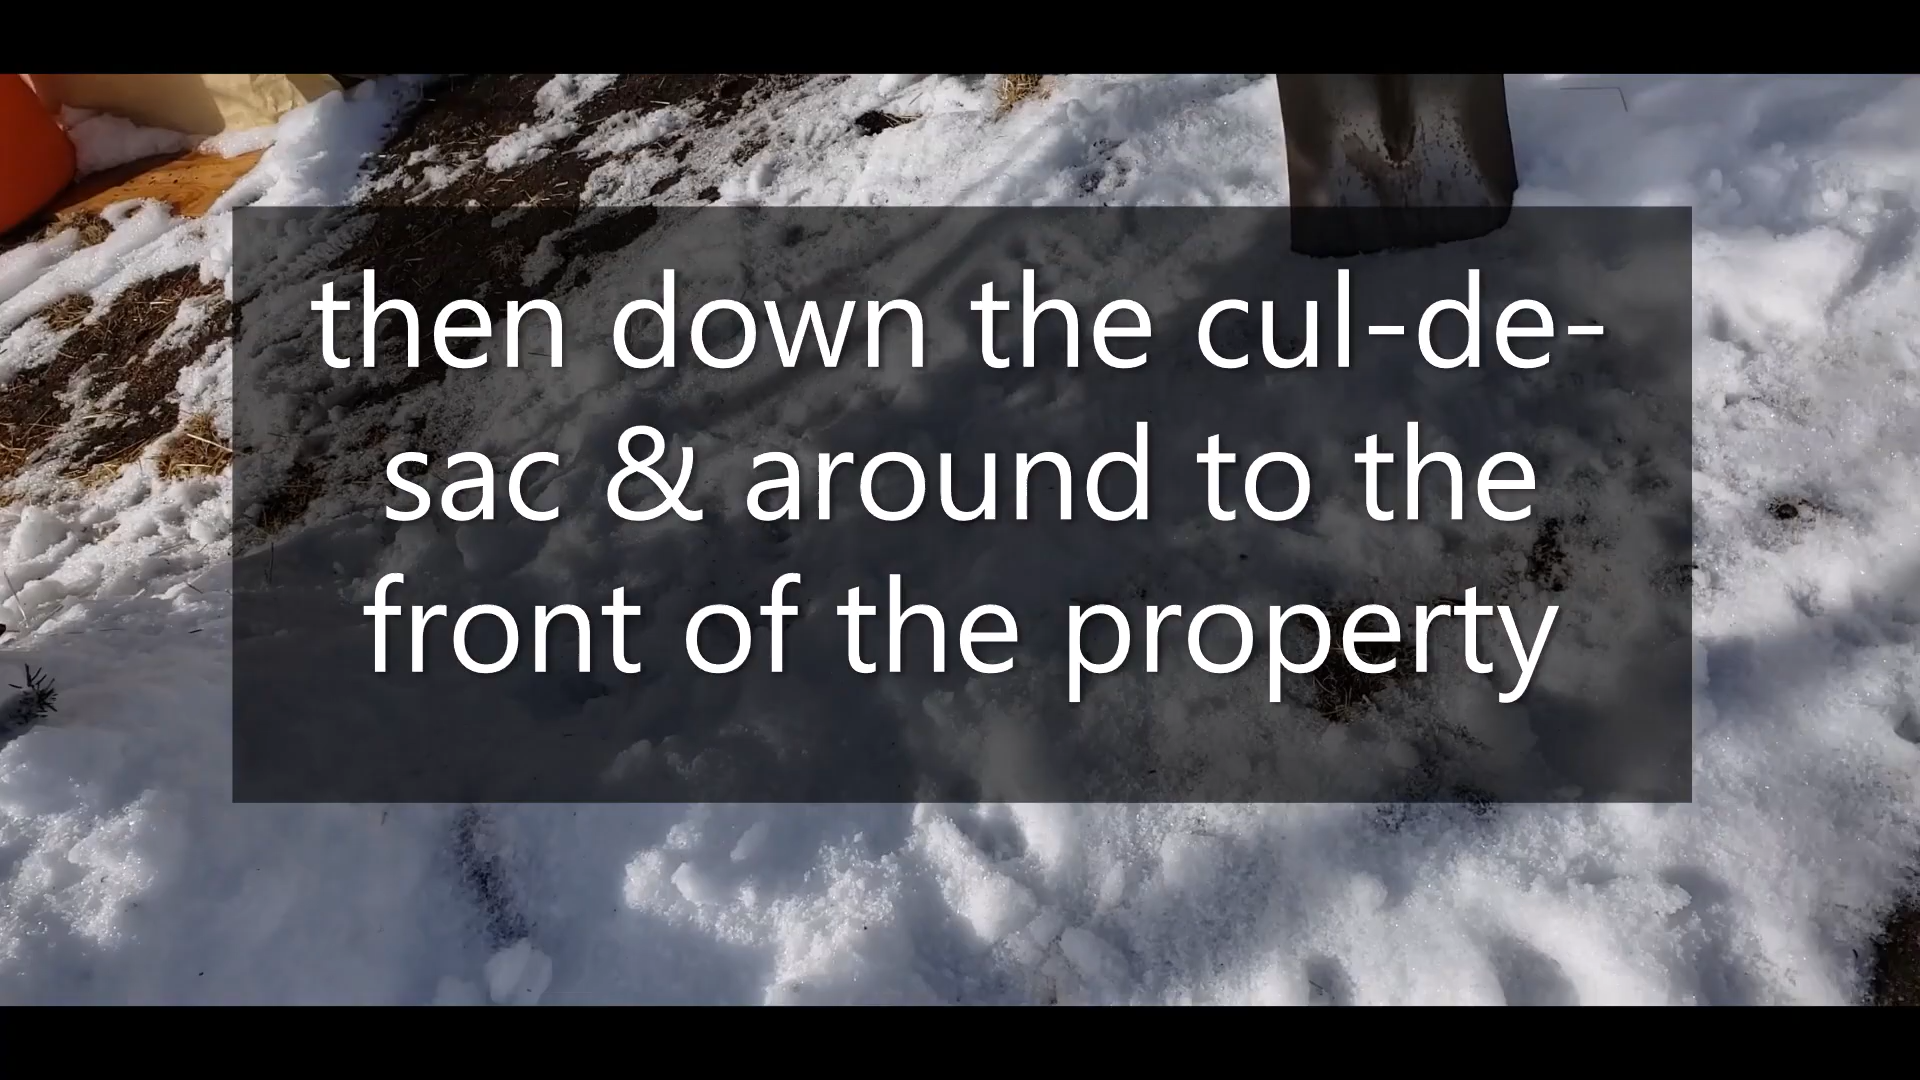 then down the cul-de-
sac & around to the
front of the property